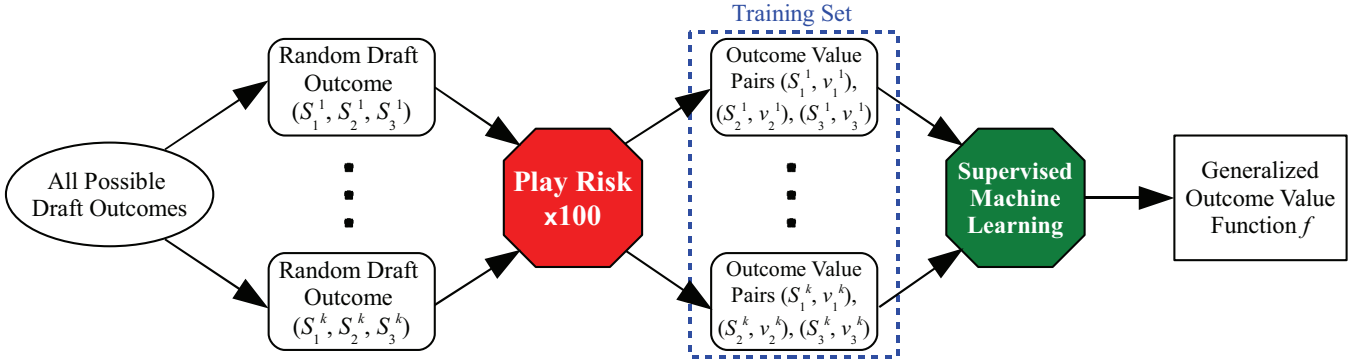 Training Set
All Possible
Draft Outcomes
Random Draft
Outcome
(S₁¹, S₂¹, S₃¹)
Random Draft
Outcome
(S₁ᵏ, S₂ᵏ, S₃ᵏ)
Play Risk
x100
Outcome Value
Pairs (S₁¹, v₁¹),
(S₂¹, v₂¹), (S₃¹, v₃¹)
Outcome Value
Pairs (S₁ᵏ, v₁ᵏ),
(S₂ᵏ, v₂ᵏ), (S₃ᵏ, v₃ᵏ)
Supervised
Machine
Learning
Generalized
Outcome Value
Function f